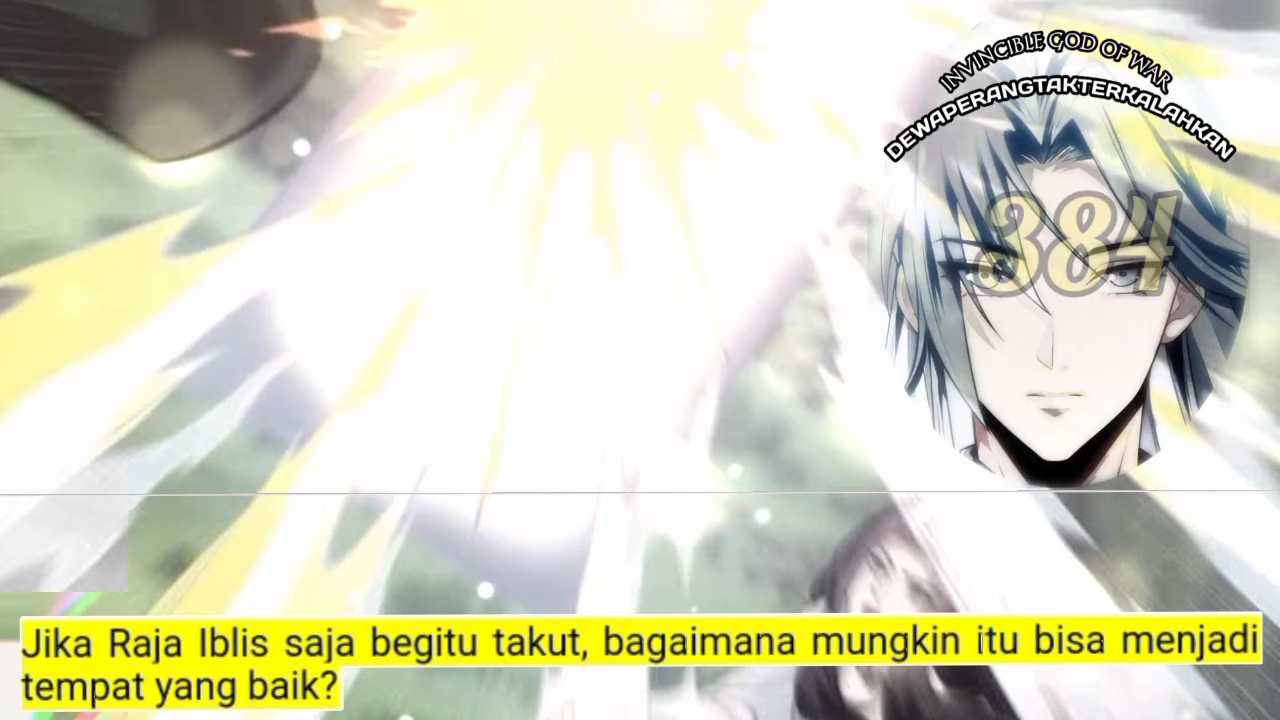 INVINCIBLE GOD OF WAR
DEWAPERANGTAKTERKALAHKAN
384
Jika Raja Iblis saja begitu takut, bagaimana mungkin itu bisa menjadi
tempat yang baik?